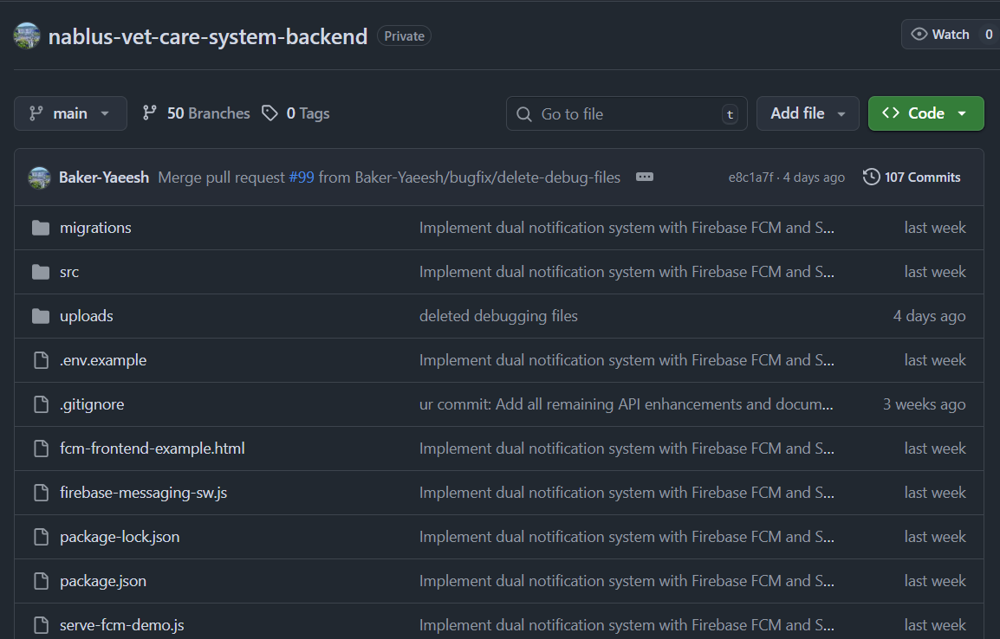 nablus-vet-care-system-backend Private Watch 0
main 50 Branches 0 Tags Go to file t Add file Code
Baker-Yaeesh Merge pull request #99 from Baker-Yaeesh/bugfix/delete-debug-files e8c1a7f · 4 days ago 107 Commits
migrations Implement dual notification system with Firebase FCM and S... last week
src Implement dual notification system with Firebase FCM and S... last week
uploads deleted debugging files 4 days ago
.env.example Implement dual notification system with Firebase FCM and S... last week
.gitignore ur commit: Add all remaining API enhancements and docum... 3 weeks ago
fcm-frontend-example.html Implement dual notification system with Firebase FCM and S... last week
firebase-messaging-sw.js Implement dual notification system with Firebase FCM and S... last week
package-lock.json Implement dual notification system with Firebase FCM and S... last week
package.json Implement dual notification system with Firebase FCM and S... last week
serve-fcm-demo.js Implement dual notification system with Firebase FCM and S... last week